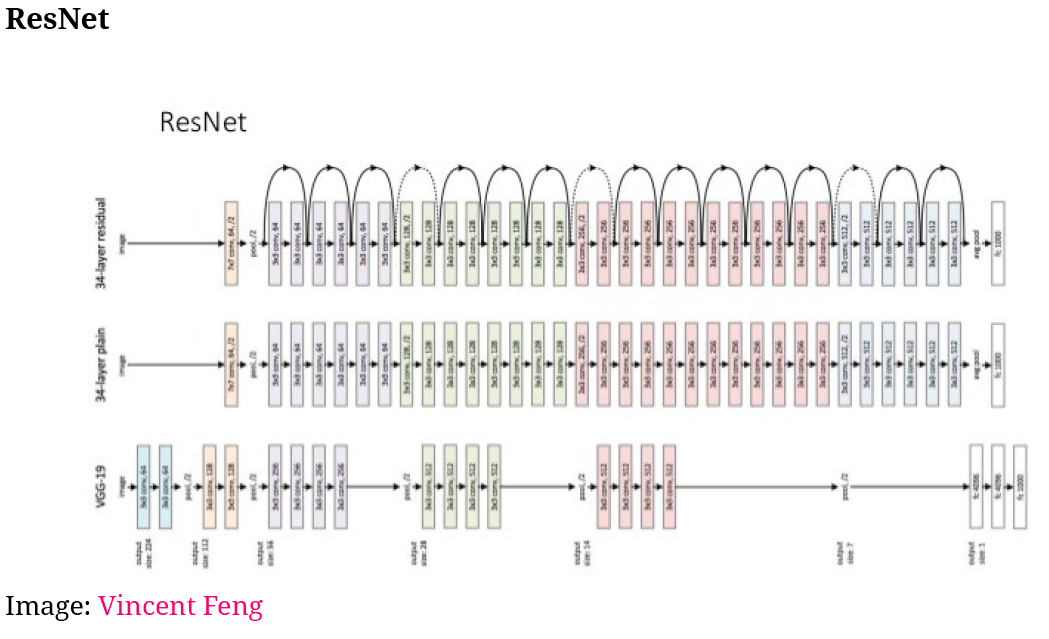 ResNet
ResNet
34-layer residual
image
7x7 conv, 64, /2
pool, /2
3x3 conv, 64
3x3 conv, 64
3x3 conv, 64
3x3 conv, 64
3x3 conv, 64
3x3 conv, 64
3x3 conv, 128, /2
3x3 conv, 128
3x3 conv, 128
3x3 conv, 128
3x3 conv, 128
3x3 conv, 128
3x3 conv, 128
3x3 conv, 128
3x3 conv, 256, /2
3x3 conv, 256
3x3 conv, 256
3x3 conv, 256
3x3 conv, 256
3x3 conv, 256
3x3 conv, 256
3x3 conv, 256
3x3 conv, 256
3x3 conv, 256
3x3 conv, 256
3x3 conv, 256
3x3 conv, 512, /2
3x3 conv, 512
3x3 conv, 512
3x3 conv, 512
3x3 conv, 512
3x3 conv, 512
avg pool
fc 1000
34-layer plain
image
7x7 conv, 64, /2
pool, /2
3x3 conv, 64
3x3 conv, 64
3x3 conv, 64
3x3 conv, 64
3x3 conv, 64
3x3 conv, 64
3x3 conv, 128, /2
3x3 conv, 128
3x3 conv, 128
3x3 conv, 128
3x3 conv, 128
3x3 conv, 128
3x3 conv, 128
3x3 conv, 128
3x3 conv, 256, /2
3x3 conv, 256
3x3 conv, 256
3x3 conv, 256
3x3 conv, 256
3x3 conv, 256
3x3 conv, 256
3x3 conv, 256
3x3 conv, 256
3x3 conv, 256
3x3 conv, 256
3x3 conv, 256
3x3 conv, 512, /2
3x3 conv, 512
3x3 conv, 512
3x3 conv, 512
3x3 conv, 512
3x3 conv, 512
avg pool
fc 1000
VGG-19
image
3x3 conv, 64
3x3 conv, 64
pool, /2
3x3 conv, 128
3x3 conv, 128
pool, /2
3x3 conv, 256
3x3 conv, 256
3x3 conv, 256
3x3 conv, 256
pool, /2
3x3 conv, 512
3x3 conv, 512
3x3 conv, 512
3x3 conv, 512
pool, /2
3x3 conv, 512
3x3 conv, 512
3x3 conv, 512
3x3 conv, 512
pool, /2
fc 4096
fc 4096
fc 1000
output
size: 224
output
size: 112
output
size: 56
output
size: 28
output
size: 14
output
size: 7
output
size: 1
Image: Vincent Feng